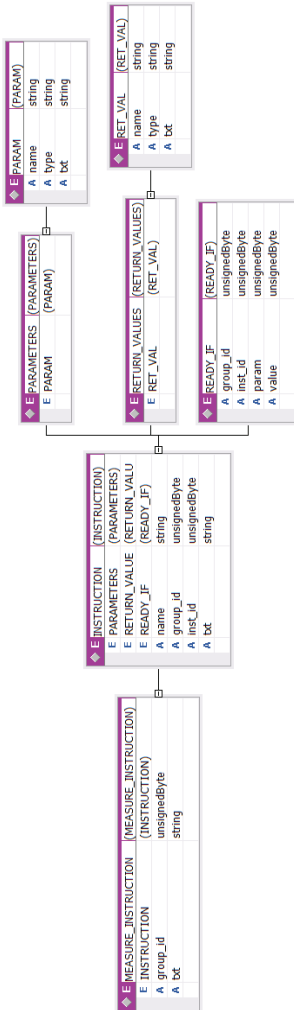 E MEASURE_INSTRUCTION (MEASURE_INSTRUCTION)
E INSTRUCTION (INSTRUCTION)
A group_id unsignedByte
A txt string
E INSTRUCTION (INSTRUCTION)
E PARAMETERS (PARAMETERS)
E RETURN_VALUE (RETURN_VALU
E READY_IF (READY_IF)
A name string
A group_id unsignedByte
A inst_id unsignedByte
A txt string
E PARAMETERS (PARAMETERS)
E PARAM (PARAM)
E PARAM (PARAM)
A name string
A type string
A txt string
E RETURN_VALUES (RETURN_VALUES)
E RET_VAL (RET_VAL)
E RET_VAL (RET_VAL)
A name string
A type string
A txt string
E READY_IF (READY_IF)
A group_id unsignedByte
A inst_id unsignedByte
A param unsignedByte
A value unsignedByte